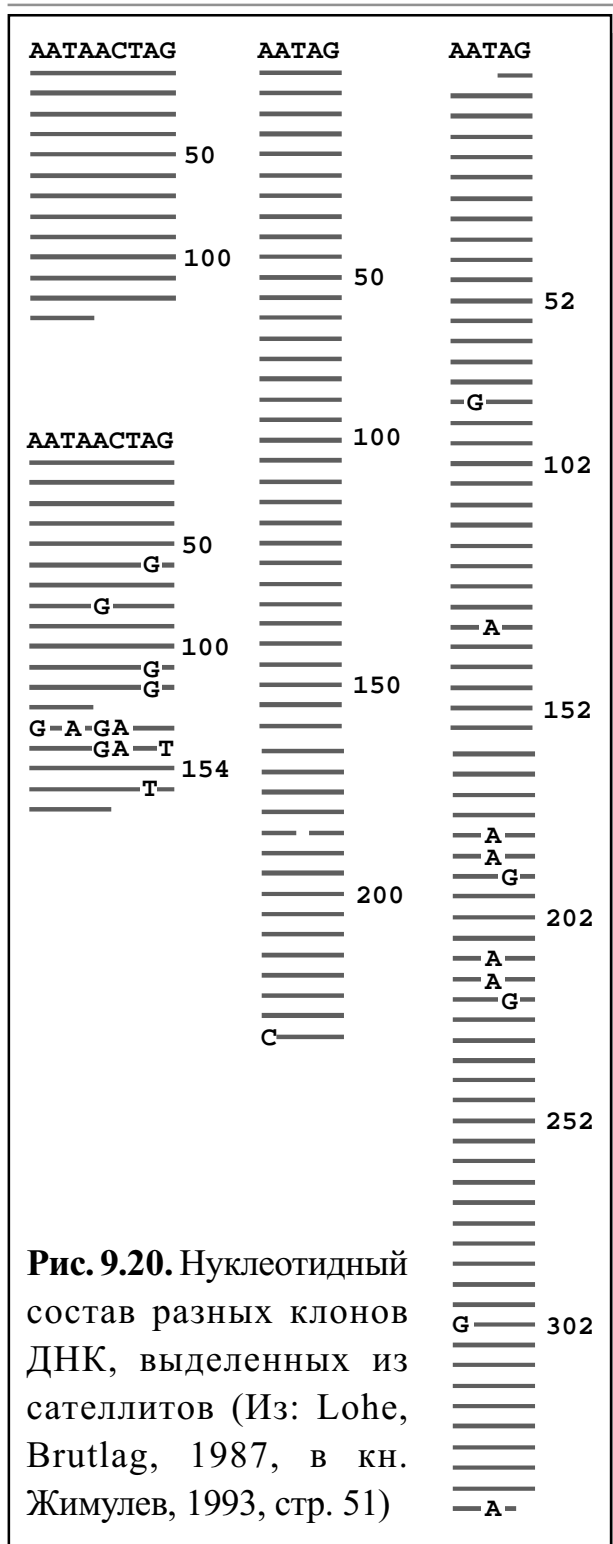 AATAACTAG
50
100
AATAACTAG
50
G
G
100
G
G
G A GA
GA T
154
T
AATAG
50
100
150
200
C
AATAG
52
G
102
A
152
A
A
G
202
A
A
G
252
G 302
A
Рис. 9.20. Нуклеотидный
состав разных клонов
ДНК, выделенных из
сателлитов (Из: Lohe,
Brutlag, 1987, в кн.
Жимулев, 1993, стр. 51)